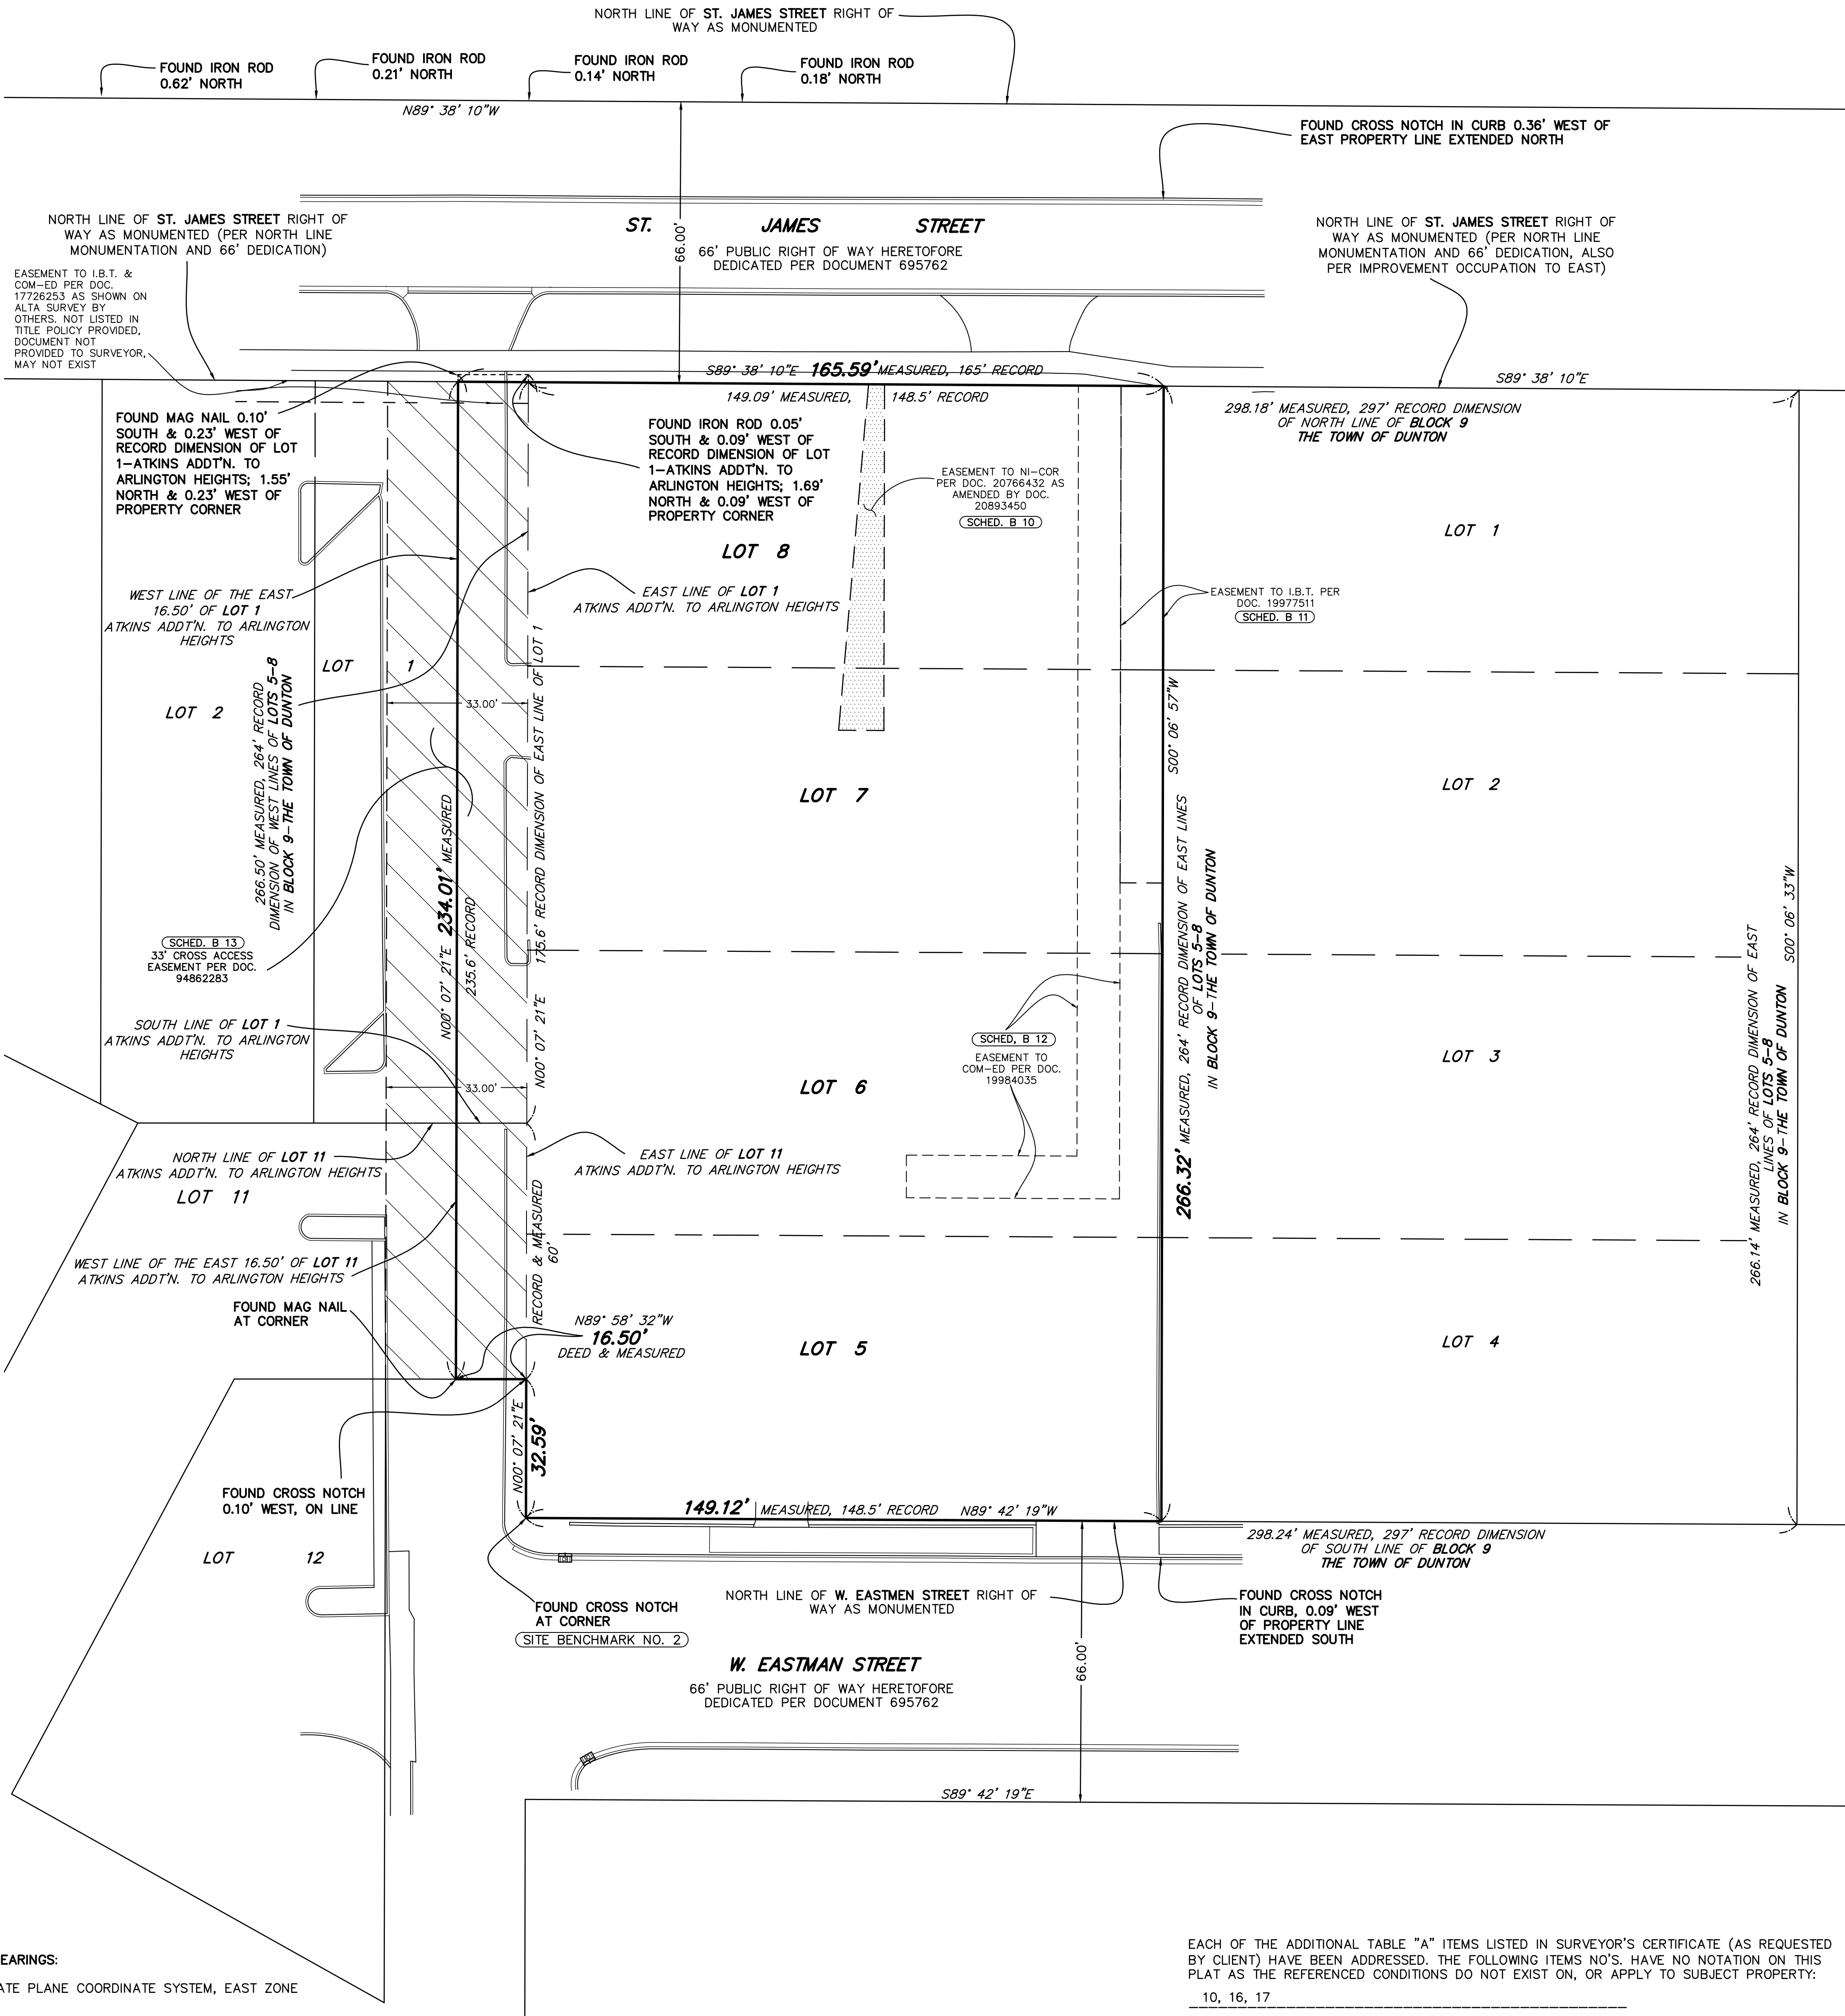 NORTH LINE OF ST. JAMES STREET RIGHT OF
WAY AS MONUMENTED
FOUND IRON ROD
0.62' NORTH
FOUND IRON ROD
0.21' NORTH
FOUND IRON ROD
0.14' NORTH
FOUND IRON ROD
0.18' NORTH
N89° 38' 10"W
FOUND CROSS NOTCH IN CURB 0.36' WEST OF
EAST PROPERTY LINE EXTENDED NORTH
NORTH LINE OF ST. JAMES STREET RIGHT OF
WAY AS MONUMENTED (PER NORTH LINE
MONUMENTATION AND 66' DEDICATION)
ST. JAMES STREET
66' PUBLIC RIGHT OF WAY HERETOFORE
DEDICATED PER DOCUMENT 695762
66.00'
NORTH LINE OF ST. JAMES STREET RIGHT OF
WAY AS MONUMENTED (PER NORTH LINE
MONUMENTATION AND 66' DEDICATION, ALSO
PER IMPROVEMENT OCCUPATION TO EAST)
EASEMENT TO I.B.T. &
COM-ED PER DOC.
17726253 AS SHOWN ON
ALTA SURVEY BY
OTHERS. NOT LISTED IN
TITLE POLICY PROVIDED,
DOCUMENT NOT
PROVIDED TO SURVEYOR,
MAY NOT EXIST
S89° 38' 10"E 165.59' MEASURED, 165' RECORD
S89° 38' 10"E
149.09' MEASURED, 148.5' RECORD
298.18' MEASURED, 297' RECORD DIMENSION
OF NORTH LINE OF BLOCK 9
THE TOWN OF DUNTON
FOUND MAG NAIL 0.10'
SOUTH & 0.23' WEST OF
RECORD DIMENSION OF LOT
1-ATKINS ADDT'N. TO
ARLINGTON HEIGHTS; 1.55'
NORTH & 0.23' WEST OF
PROPERTY CORNER
FOUND IRON ROD 0.05'
SOUTH & 0.09' WEST OF
RECORD DIMENSION OF LOT
1-ATKINS ADDT'N. TO
ARLINGTON HEIGHTS; 1.69'
NORTH & 0.09' WEST OF
PROPERTY CORNER
EASEMENT TO NI-COR
PER DOC. 20766432 AS
AMENDED BY DOC.
20893450
SCHED. B 10
LOT 8
LOT 1
WEST LINE OF THE EAST
16.50' OF LOT 1
ATKINS ADDT'N. TO ARLINGTON
HEIGHTS
EAST LINE OF LOT 1
ATKINS ADDT'N. TO ARLINGTON HEIGHTS
EASEMENT TO I.B.T. PER
DOC. 19977511
SCHED. B 11
LOT 1
LOT 2
33.00'
266.50' MEASURED, 264' RECORD
DIMENSION OF WEST LINES OF LOTS 5-8
IN BLOCK 9-THE TOWN OF DUNTON
N00° 07' 21"E 234.01' MEASURED
235.6' RECORD
N00° 07' 21"E 175.6' RECORD DIMENSION OF EAST LINE OF LOT 1
LOT 7
LOT 2
S00° 06' 57"W
266.32' MEASURED, 264' RECORD DIMENSION OF EAST LINES
OF LOTS 5-8
IN BLOCK 9-THE TOWN OF DUNTON
SCHED. B 13
33' CROSS ACCESS
EASEMENT PER DOC.
94862283
SOUTH LINE OF LOT 1
ATKINS ADDT'N. TO ARLINGTON
HEIGHTS
33.00'
LOT 6
SCHED, B 12
EASEMENT TO
COM-ED PER DOC.
19984035
LOT 3
266.14' MEASURED, 264' RECORD DIMENSION OF EAST
LINES OF LOTS 5-8
IN BLOCK 9-THE TOWN OF DUNTON
S00° 06' 33"W
NORTH LINE OF LOT 11
ATKINS ADDT'N. TO ARLINGTON HEIGHTS
LOT 11
EAST LINE OF LOT 11
ATKINS ADDT'N. TO ARLINGTON HEIGHTS
RECORD & MEASURED
60'
WEST LINE OF THE EAST 16.50' OF LOT 11
ATKINS ADDT'N. TO ARLINGTON HEIGHTS
FOUND MAG NAIL
AT CORNER
N89° 58' 32"W
16.50'
DEED & MEASURED
LOT 5
LOT 4
N00° 07' 21"E
32.59'
FOUND CROSS NOTCH
0.10' WEST, ON LINE
149.12' MEASURED, 148.5' RECORD N89° 42' 19"W
298.24' MEASURED, 297' RECORD DIMENSION
OF SOUTH LINE OF BLOCK 9
THE TOWN OF DUNTON
LOT 12
FOUND CROSS NOTCH
AT CORNER
SITE BENCHMARK NO. 2
NORTH LINE OF W. EASTMEN STREET RIGHT OF
WAY AS MONUMENTED
FOUND CROSS NOTCH
IN CURB, 0.09' WEST
OF PROPERTY LINE
EXTENDED SOUTH
W. EASTMAN STREET
66' PUBLIC RIGHT OF WAY HERETOFORE
DEDICATED PER DOCUMENT 695762
66.00'
S89° 42' 19"E
EARINGS:
ATE PLANE COORDINATE SYSTEM, EAST ZONE
EACH OF THE ADDITIONAL TABLE "A" ITEMS LISTED IN SURVEYOR'S CERTIFICATE (AS REQUESTED
BY CLIENT) HAVE BEEN ADDRESSED. THE FOLLOWING ITEMS NO'S. HAVE NO NOTATION ON THIS
PLAT AS THE REFERENCED CONDITIONS DO NOT EXIST ON, OR APPLY TO SUBJECT PROPERTY:
10, 16, 17